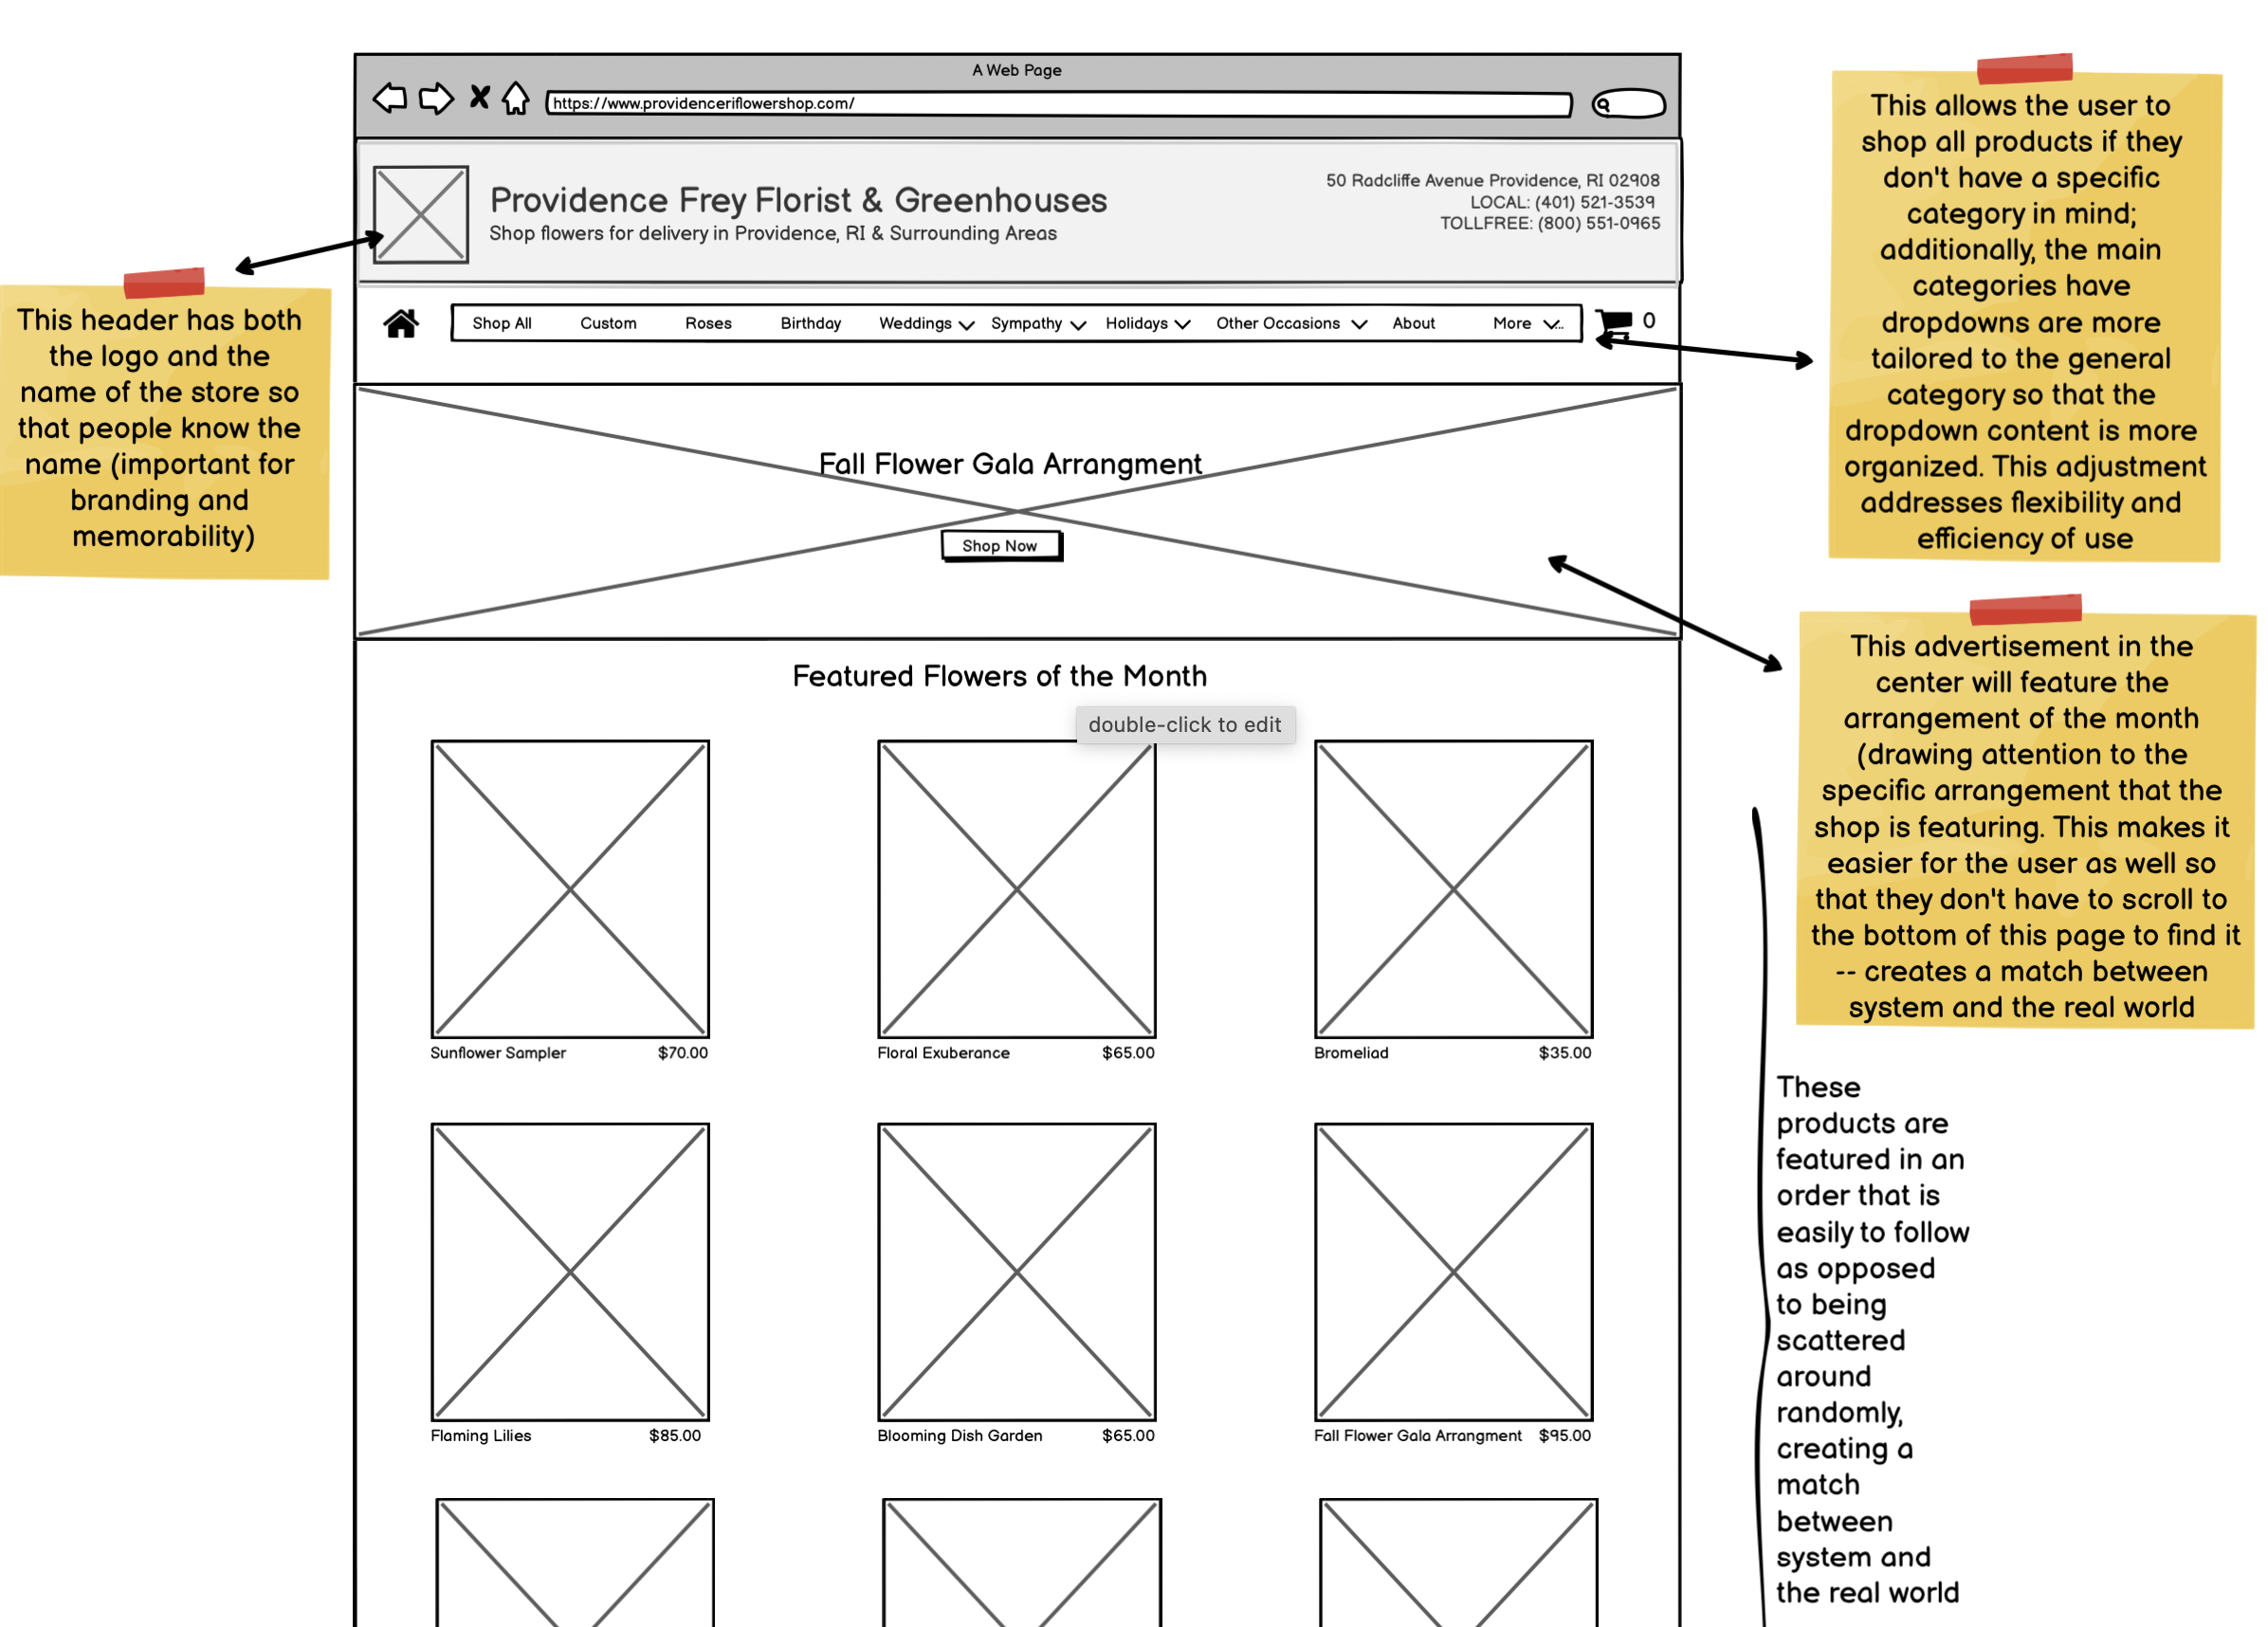 A Web Page
https://www.providenceriflowershop.com/
Providence Frey Florist & Greenhouses
Shop flowers for delivery in Providence, RI & Surrounding Areas
50 Radcliffe Avenue Providence, RI 02908
LOCAL: (401) 521-3539
TOLLFREE: (800) 551-0965
Shop All Custom Roses Birthday Weddings Sympathy Holidays Other Occasions About More ...
0
Fall Flower Gala Arrangment
Shop Now
Featured Flowers of the Month
double-click to edit
Sunflower Sampler $70.00
Floral Exuberance $65.00
Bromeliad $35.00
Flaming Lilies $85.00
Blooming Dish Garden $65.00
Fall Flower Gala Arrangment $95.00
This header has both
the logo and the
name of the store so
that people know the
name (important for
branding and
memorability)
This allows the user to
shop all products if they
don't have a specific
category in mind;
additionally, the main
categories have
dropdowns are more
tailored to the general
category so that the
dropdown content is more
organized. This adjustment
addresses flexibility and
efficiency of use
This advertisement in the
center will feature the
arrangement of the month
(drawing attention to the
specific arrangement that the
shop is featuring. This makes it
easier for the user as well so
that they don't have to scroll to
the bottom of this page to find it
-- creates a match between
system and the real world
These
products are
featured in an
order that is
easily to follow
as opposed
to being
scattered
around
randomly,
creating a
match
between
system and
the real world